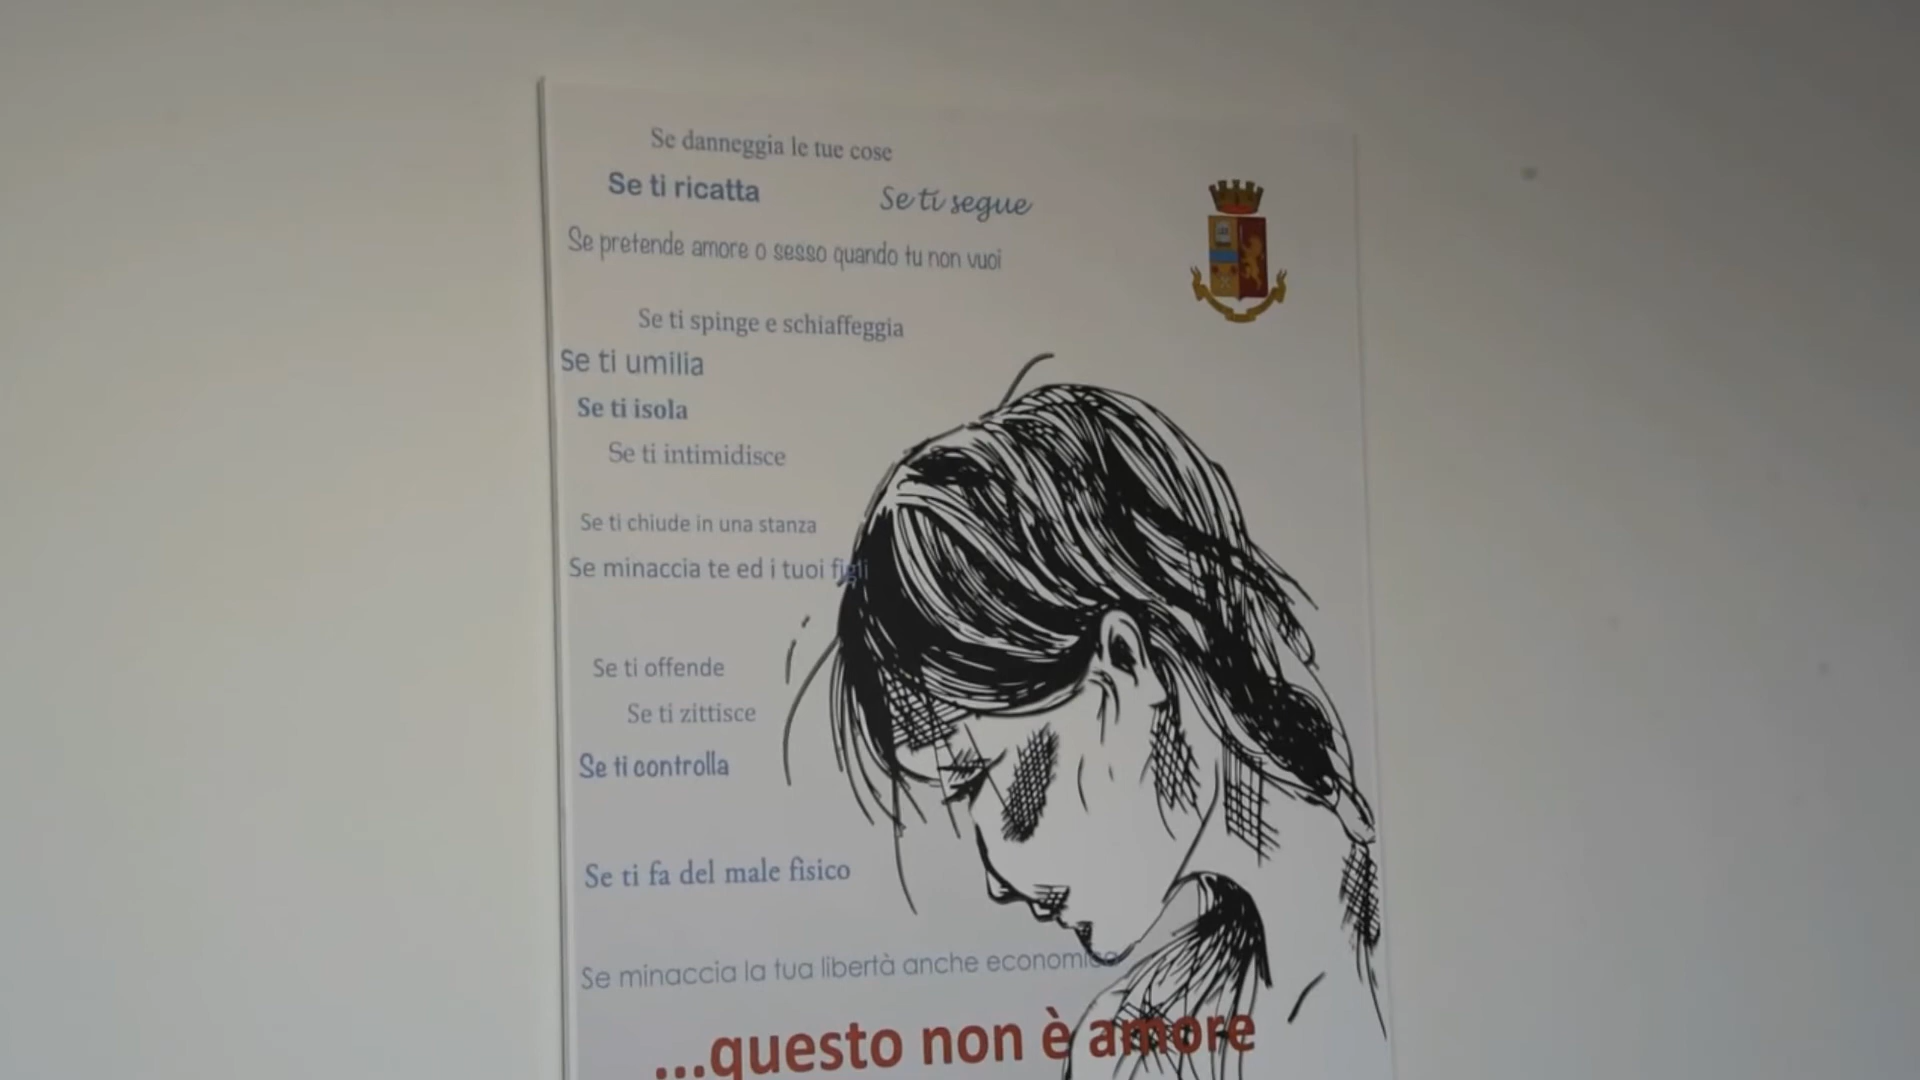 Se danneggia le tue cose
Se ti ricatta
Se ti segue
Se pretende amore o sesso quando tu non vuoi
Se ti spinge e schiaffeggia
Se ti umilia
Se ti isola
Se ti intimidisce
Se ti chiude in una stanza
Se minaccia te ed i tuoi figli
Se ti offende
Se ti zittisce
Se ti controlla
Se ti fa del male fisico
Se minaccia la tua libertà anche economica
...questo non è amore